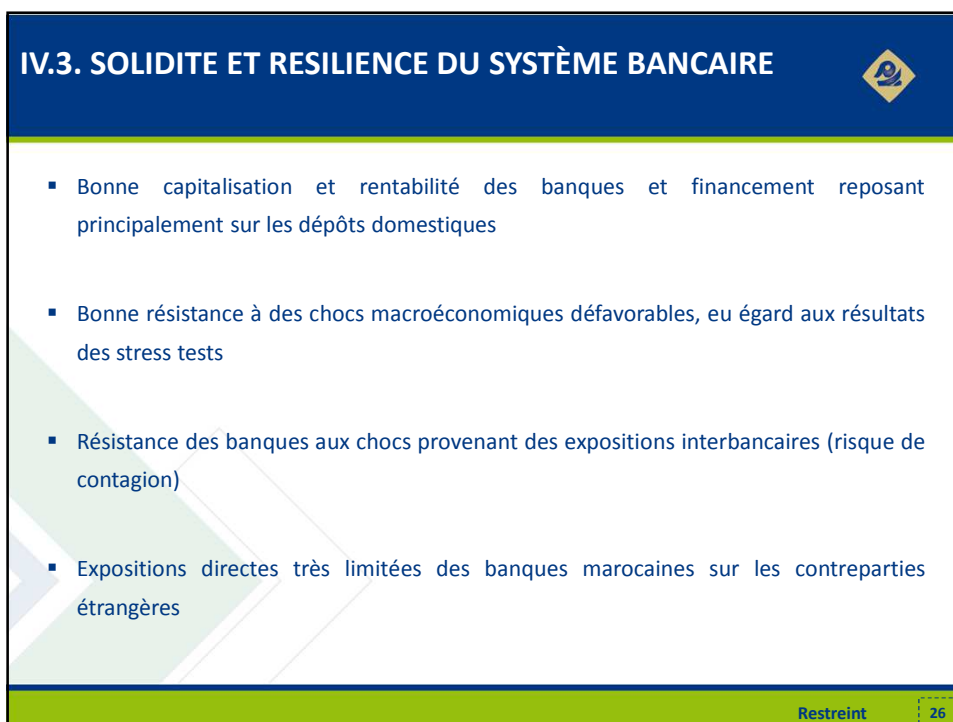 IV.3. SOLIDITE ET RESILIENCE DU SYSTÈME BANCAIRE
▪ Bonne capitalisation et rentabilité des banques et financement reposant
principalement sur les dépôts domestiques
▪ Bonne résistance à des chocs macroéconomiques défavorables, eu égard aux résultats
des stress tests
▪ Résistance des banques aux chocs provenant des expositions interbancaires (risque de
contagion)
▪ Expositions directes très limitées des banques marocaines sur les contreparties
étrangères
Restreint 26